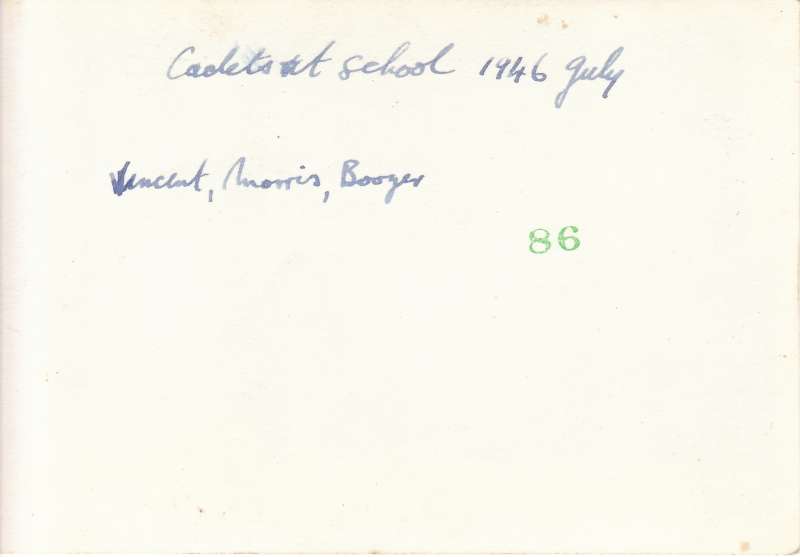 Cadets at school 1946 July
Vincent, Morris, Booger
86